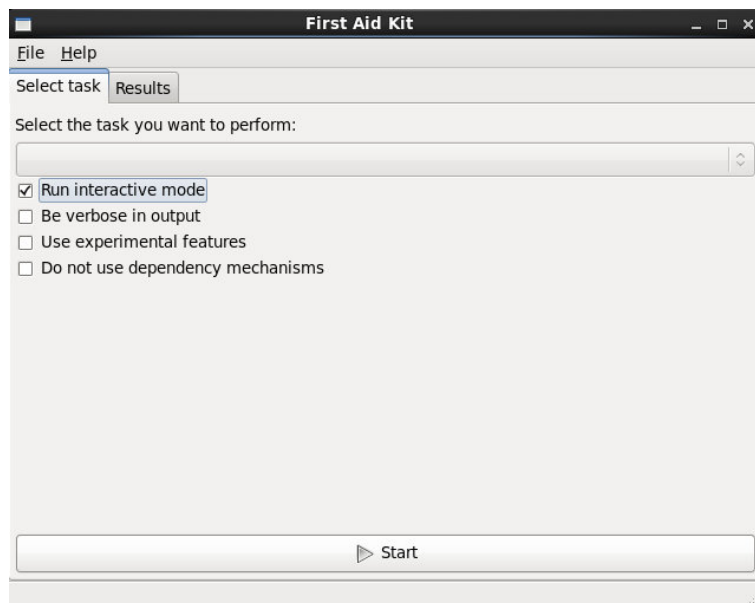 First Aid Kit
File Help
Select task Results
Select the task you want to perform:
Run interactive mode
Be verbose in output
Use experimental features
Do not use dependency mechanisms
Start